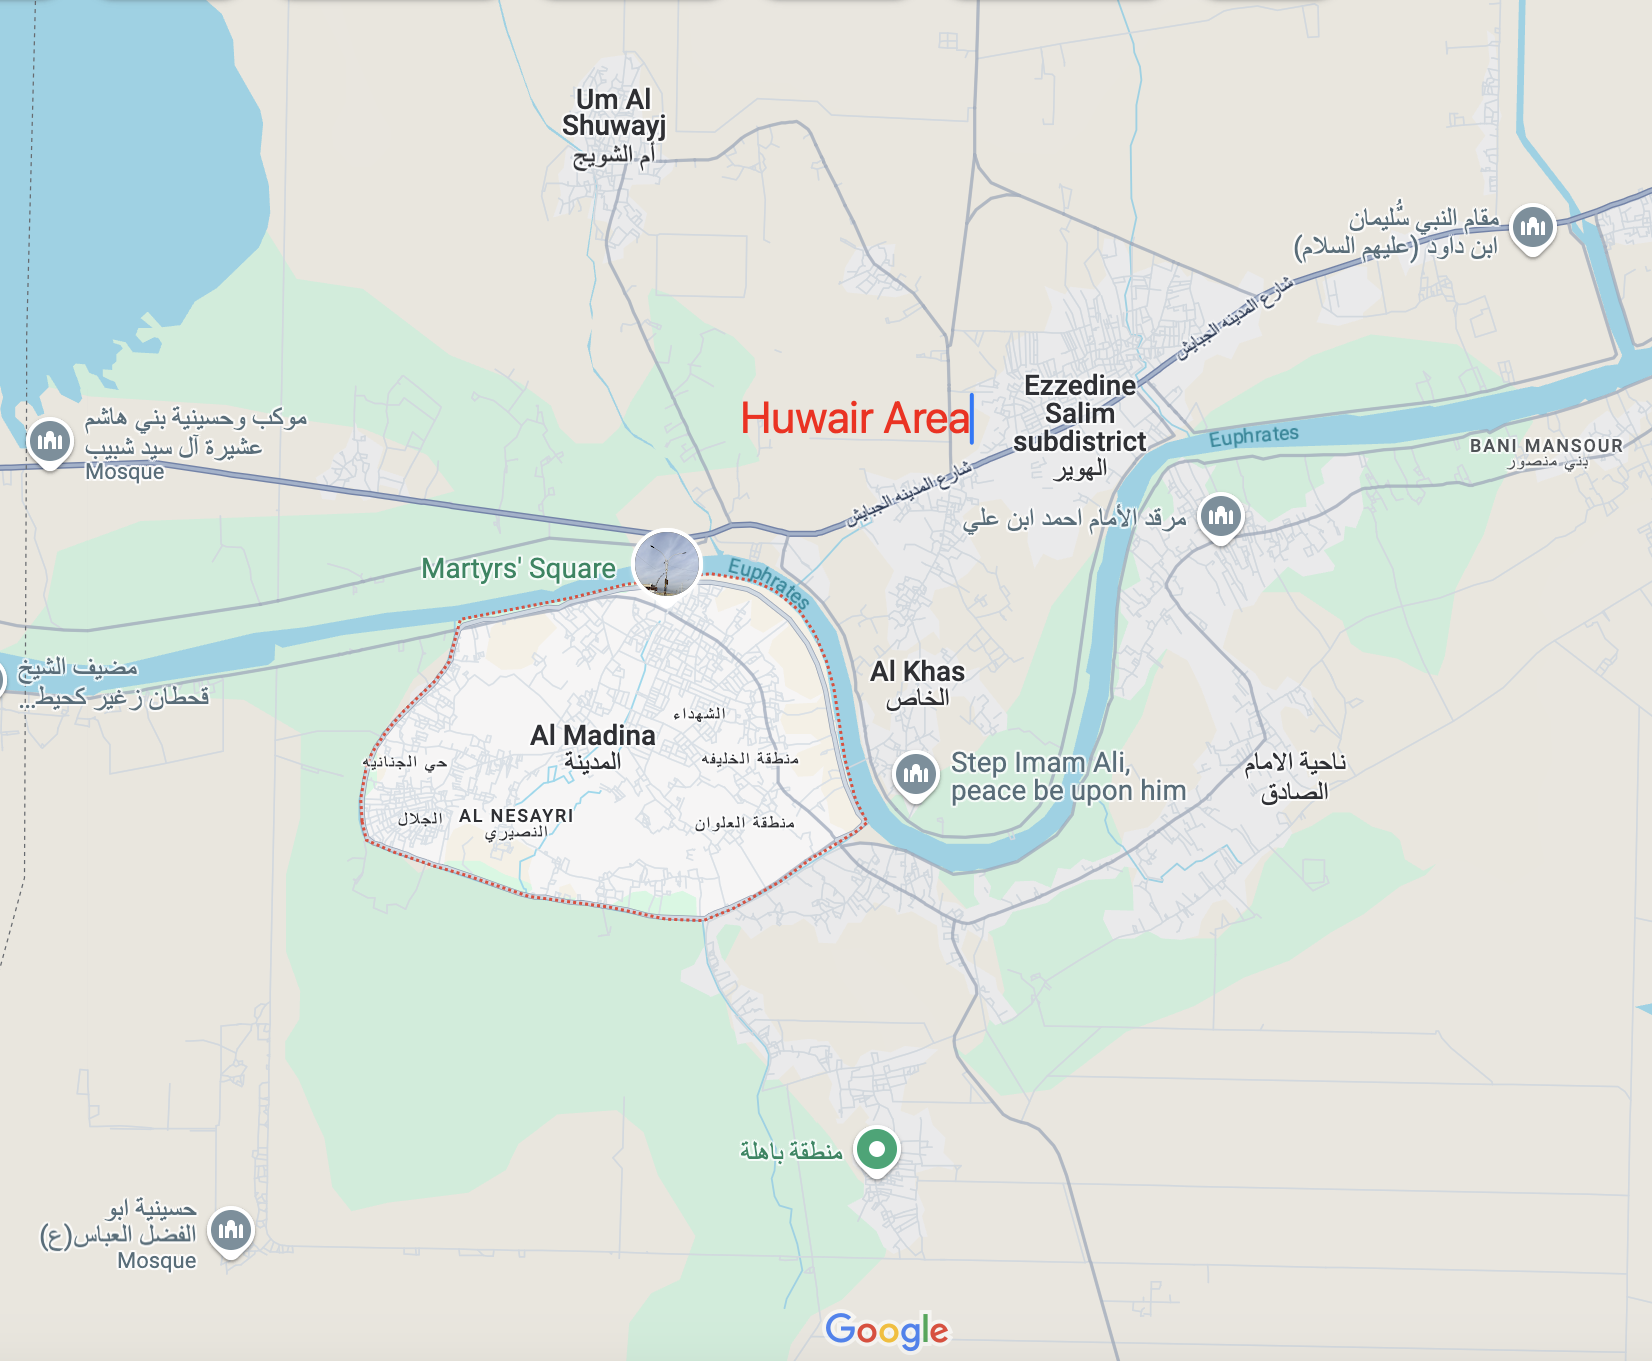 Um Al
Shuwayj
أم الشويج
مقام النبي سُّليمان
ابن داود (عليهم السلام)
شارع المدينه الجبايش
Huwair Area
Ezzedine
Salim
subdistrict
الهوير
Euphrates
BANI MANSOUR
بني منصور
موكب وحسينية بني هاشم
عشيرة آل سيد شبيب
Mosque
شارع المدينه الجبايش
مرقد الأمام احمد ابن علي
Martyrs' Square
Euphrates
مضيف الشيخ
قحطان زغير كحيط...
Al Khas
الخاص
الشهداء
Al Madina
المدينة
حي الجنانيه
منطقة الخليفه
Step Imam Ali,
peace be upon him
ناحية الامام
الصادق
الجلال
AL NESAYRI
النصيري
منطقة العلوان
منطقة باهلة
حسينية ابو
الفضل العباس(ع)
Mosque
Google